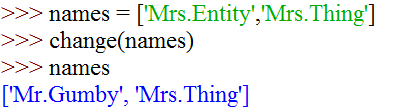 >>> names = ['Mrs.Entity','Mrs.Thing']
>>> change(names)
>>> names
['Mr.Gumby', 'Mrs.Thing']